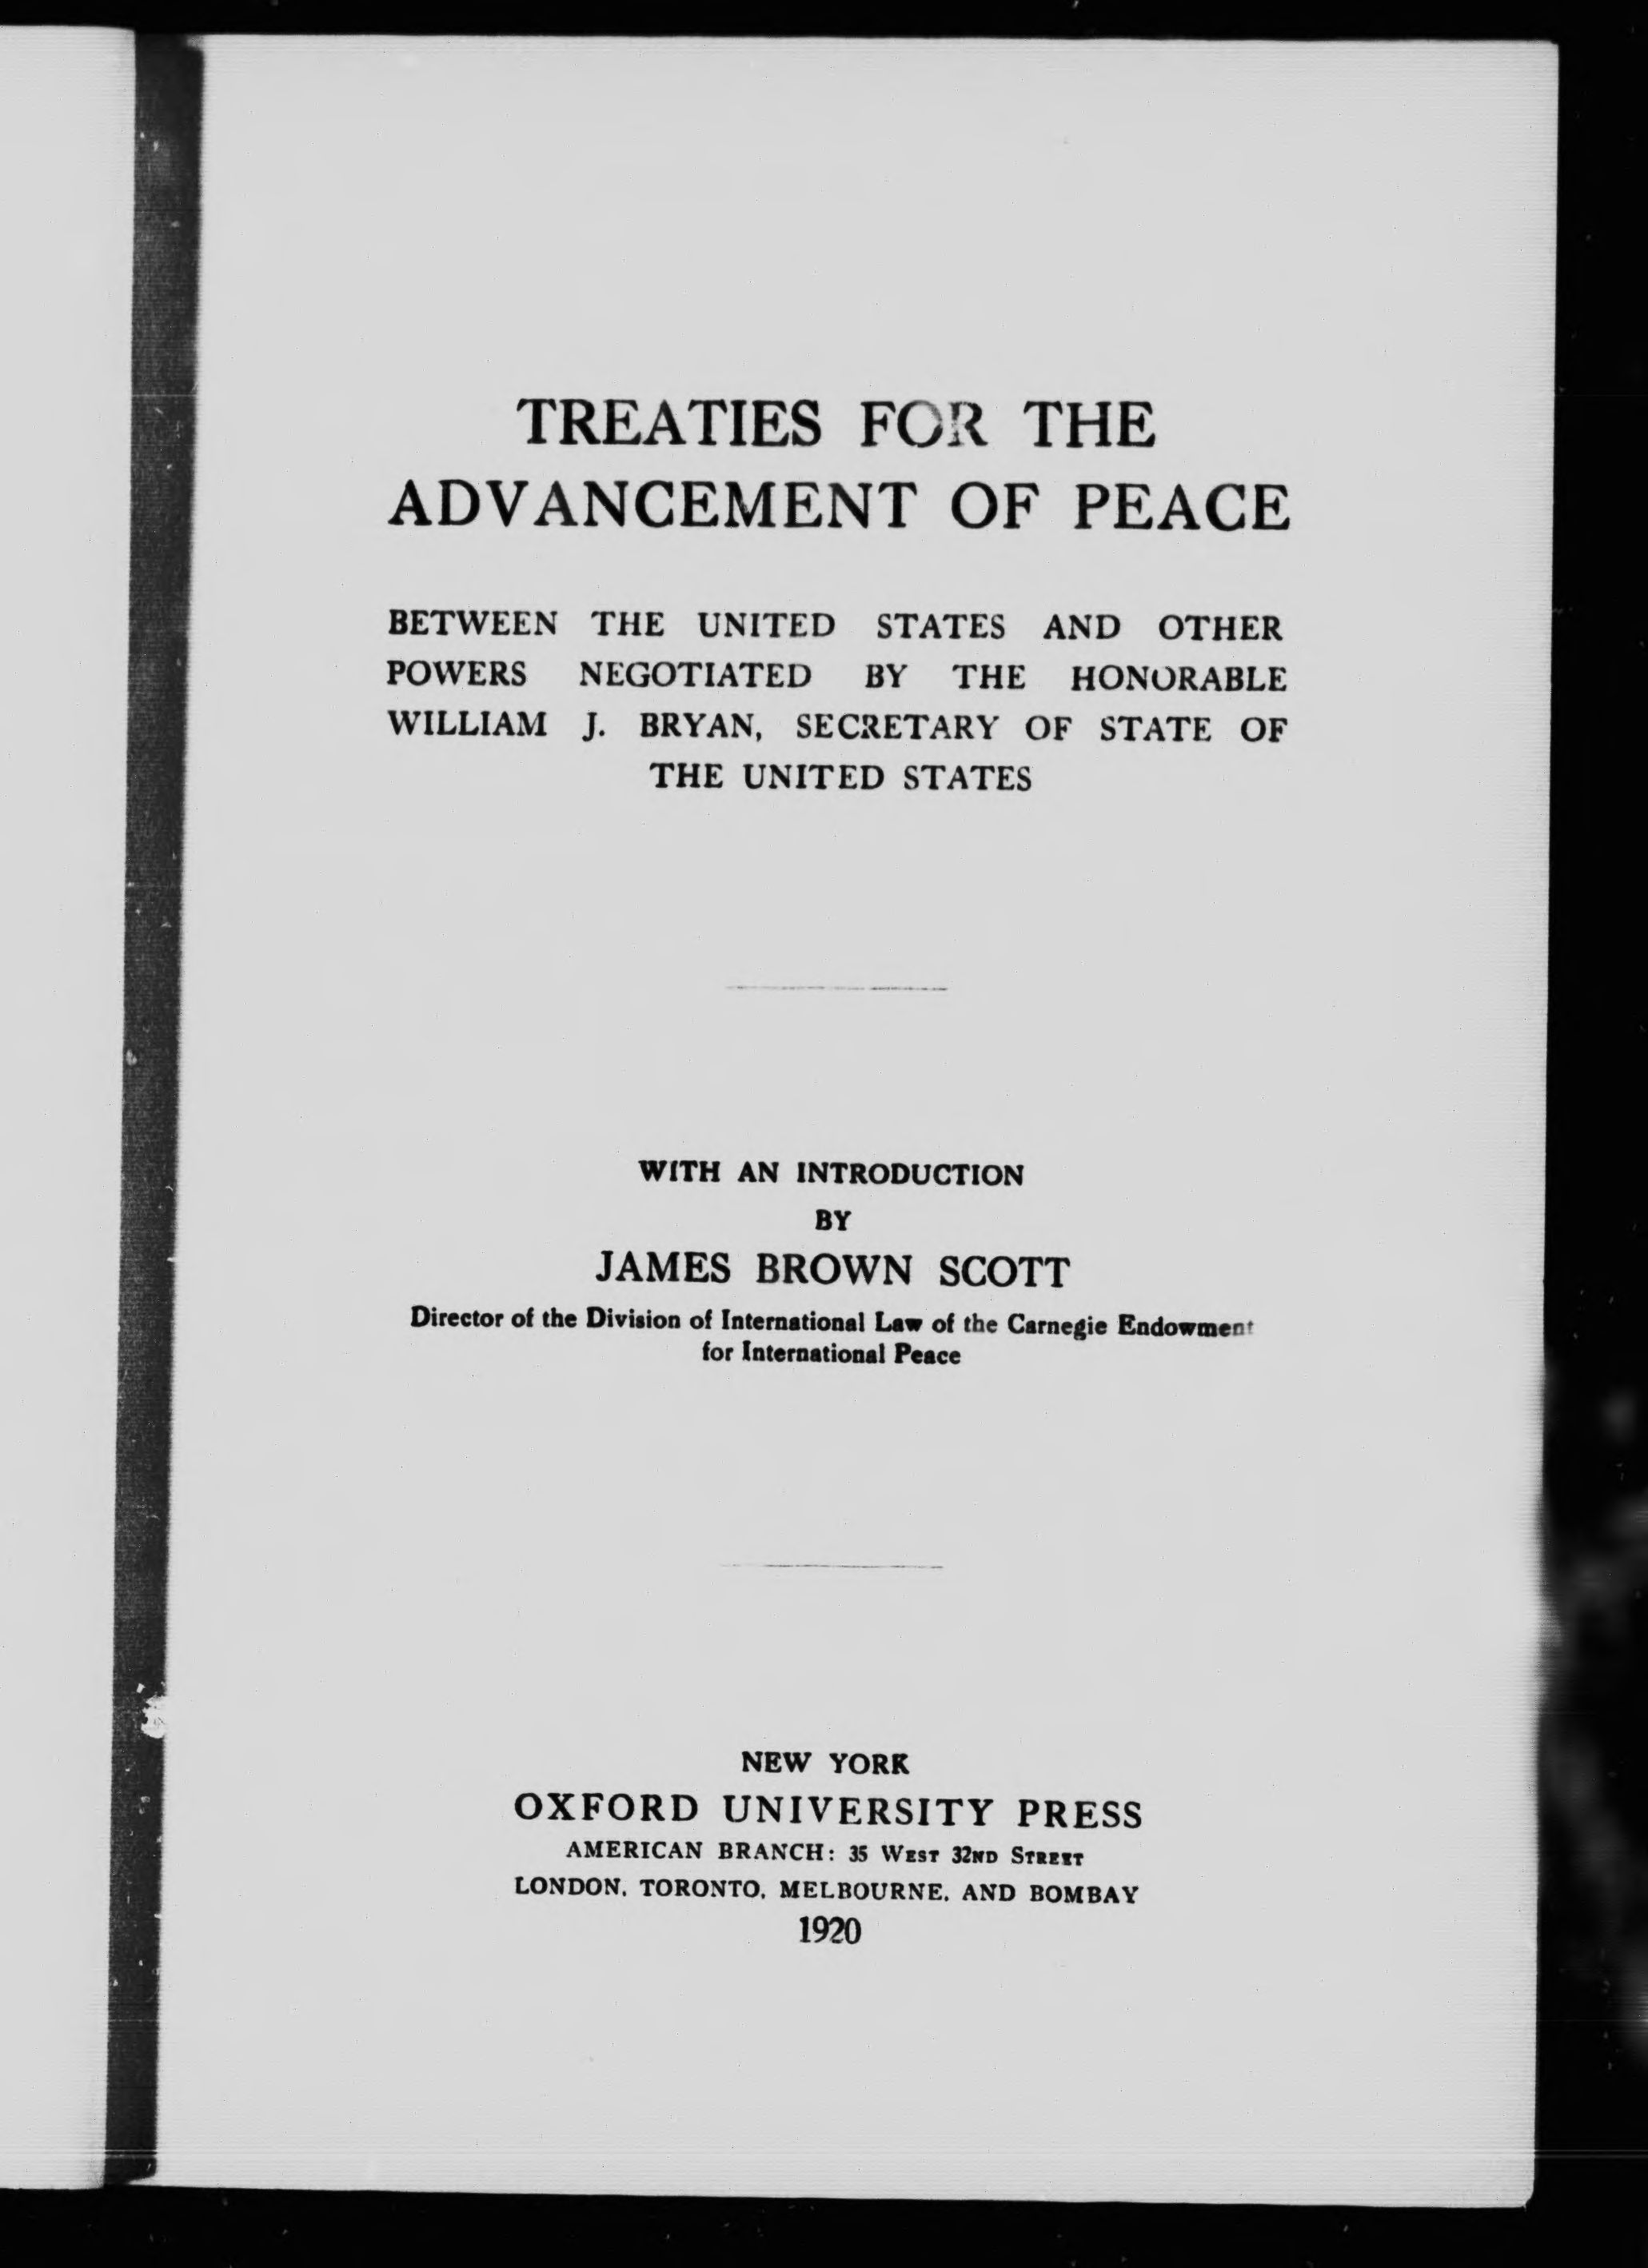 TREATIES FOR THE
ADVANCEMENT OF PEACE
BETWEEN THE UNITED STATES AND OTHER
POWERS NEGOTIATED BY THE HONORABLE
WILLIAM J. BRYAN, SECRETARY OF STATE OF
THE UNITED STATES
WITH AN INTRODUCTION
BY
JAMES BROWN SCOTT
Director of the Division of International Law of the Carnegie Endowment
for International Peace
NEW YORK
OXFORD UNIVERSITY PRESS
AMERICAN BRANCH: 35 WEST 32ND STREET
LONDON, TORONTO, MELBOURNE, AND BOMBAY
1920